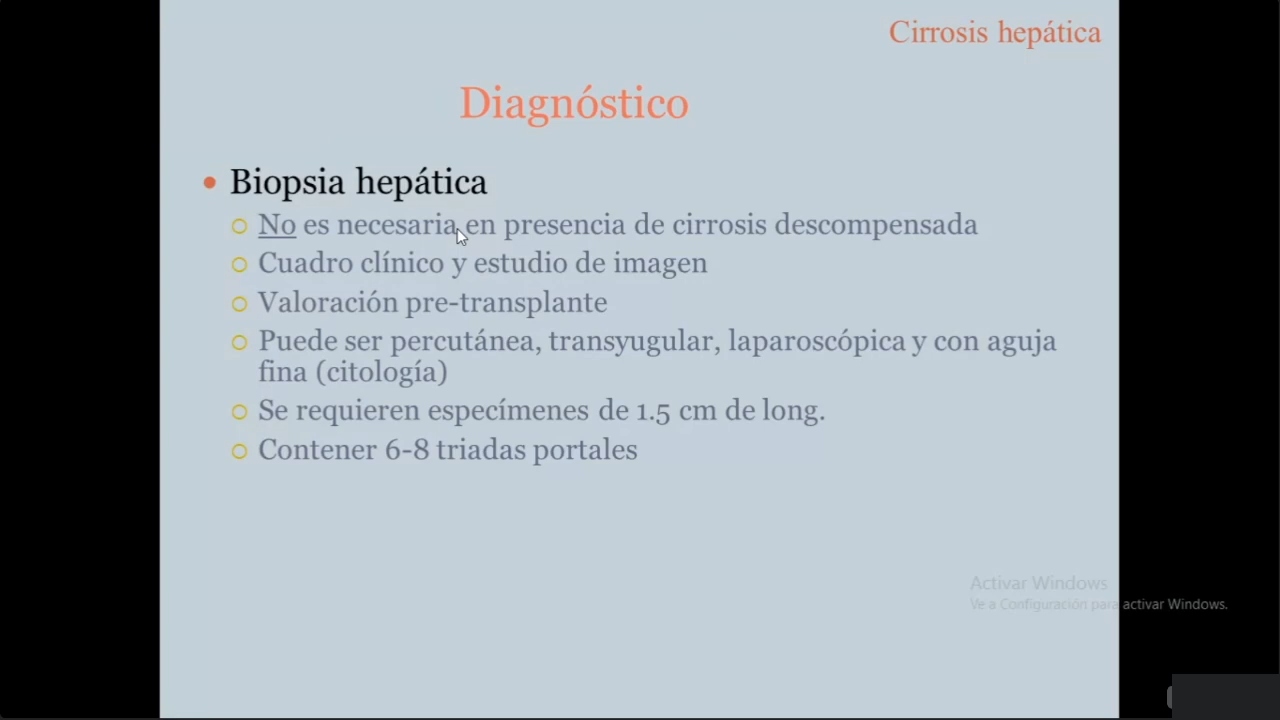 Cirrosis hepática
Diagnóstico
Biopsia hepática
No es necesaria en presencia de cirrosis descompensada
Cuadro clínico y estudio de imagen
Valoración pre-transplante
Puede ser percutánea, transyugular, laparoscópica y con aguja
fina (citología)
Se requieren especímenes de 1.5 cm de long.
Contener 6-8 triadas portales
Activar Windows
Ve a Configuración para activar Windows.